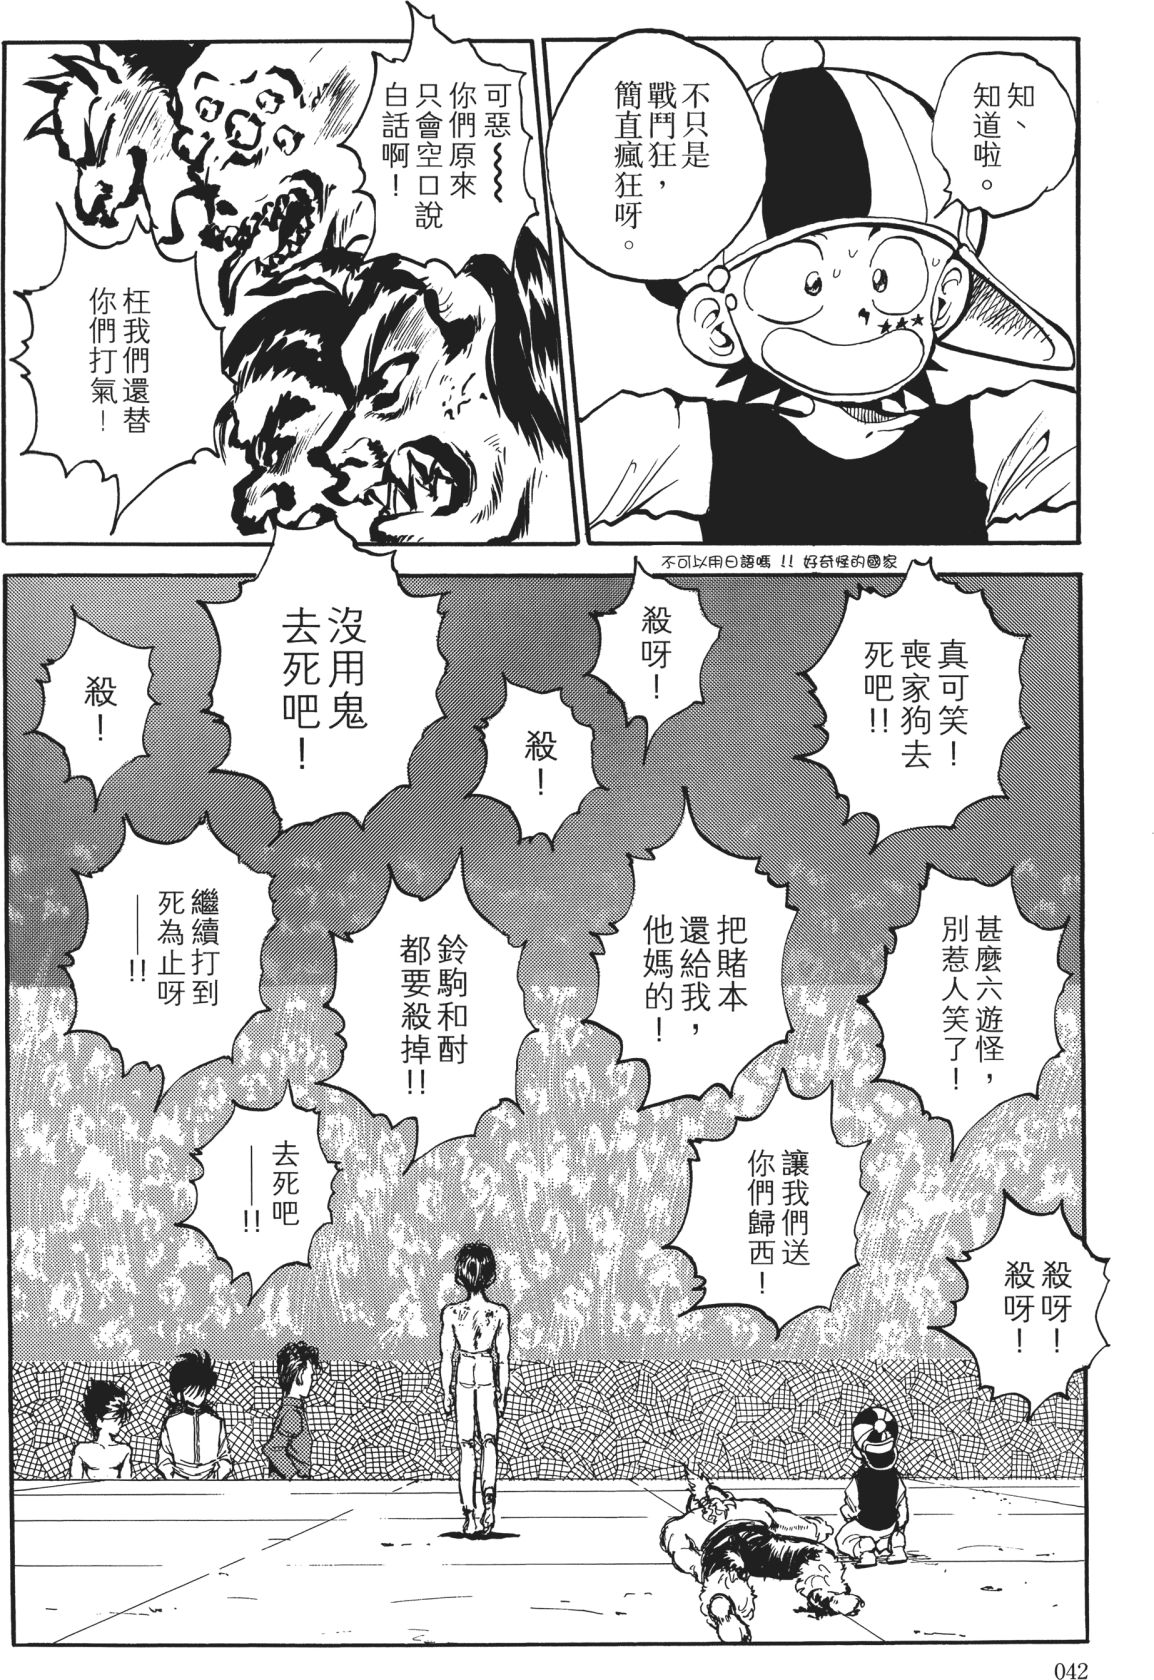 知、
知道啦。
不只是
戰鬥狂，
簡直瘋狂呀。
可惡~~~
你們原來
只會空口說
白話啊！
枉我們還替
你們打氣！
不可以用日語嗎!!好奇怪的國家
真可笑！
喪家狗去
死吧!!
殺呀！
殺！
沒用鬼
去死吧！
殺！
甚麼六遊怪，
別惹人笑了！
把賭本
還給我，
他媽的！
鈴駒和酎
都要殺掉!!
繼續打到
死為止呀
——!!
殺呀！
殺呀！
讓我們送
你們歸西！
去死吧
——!!
042